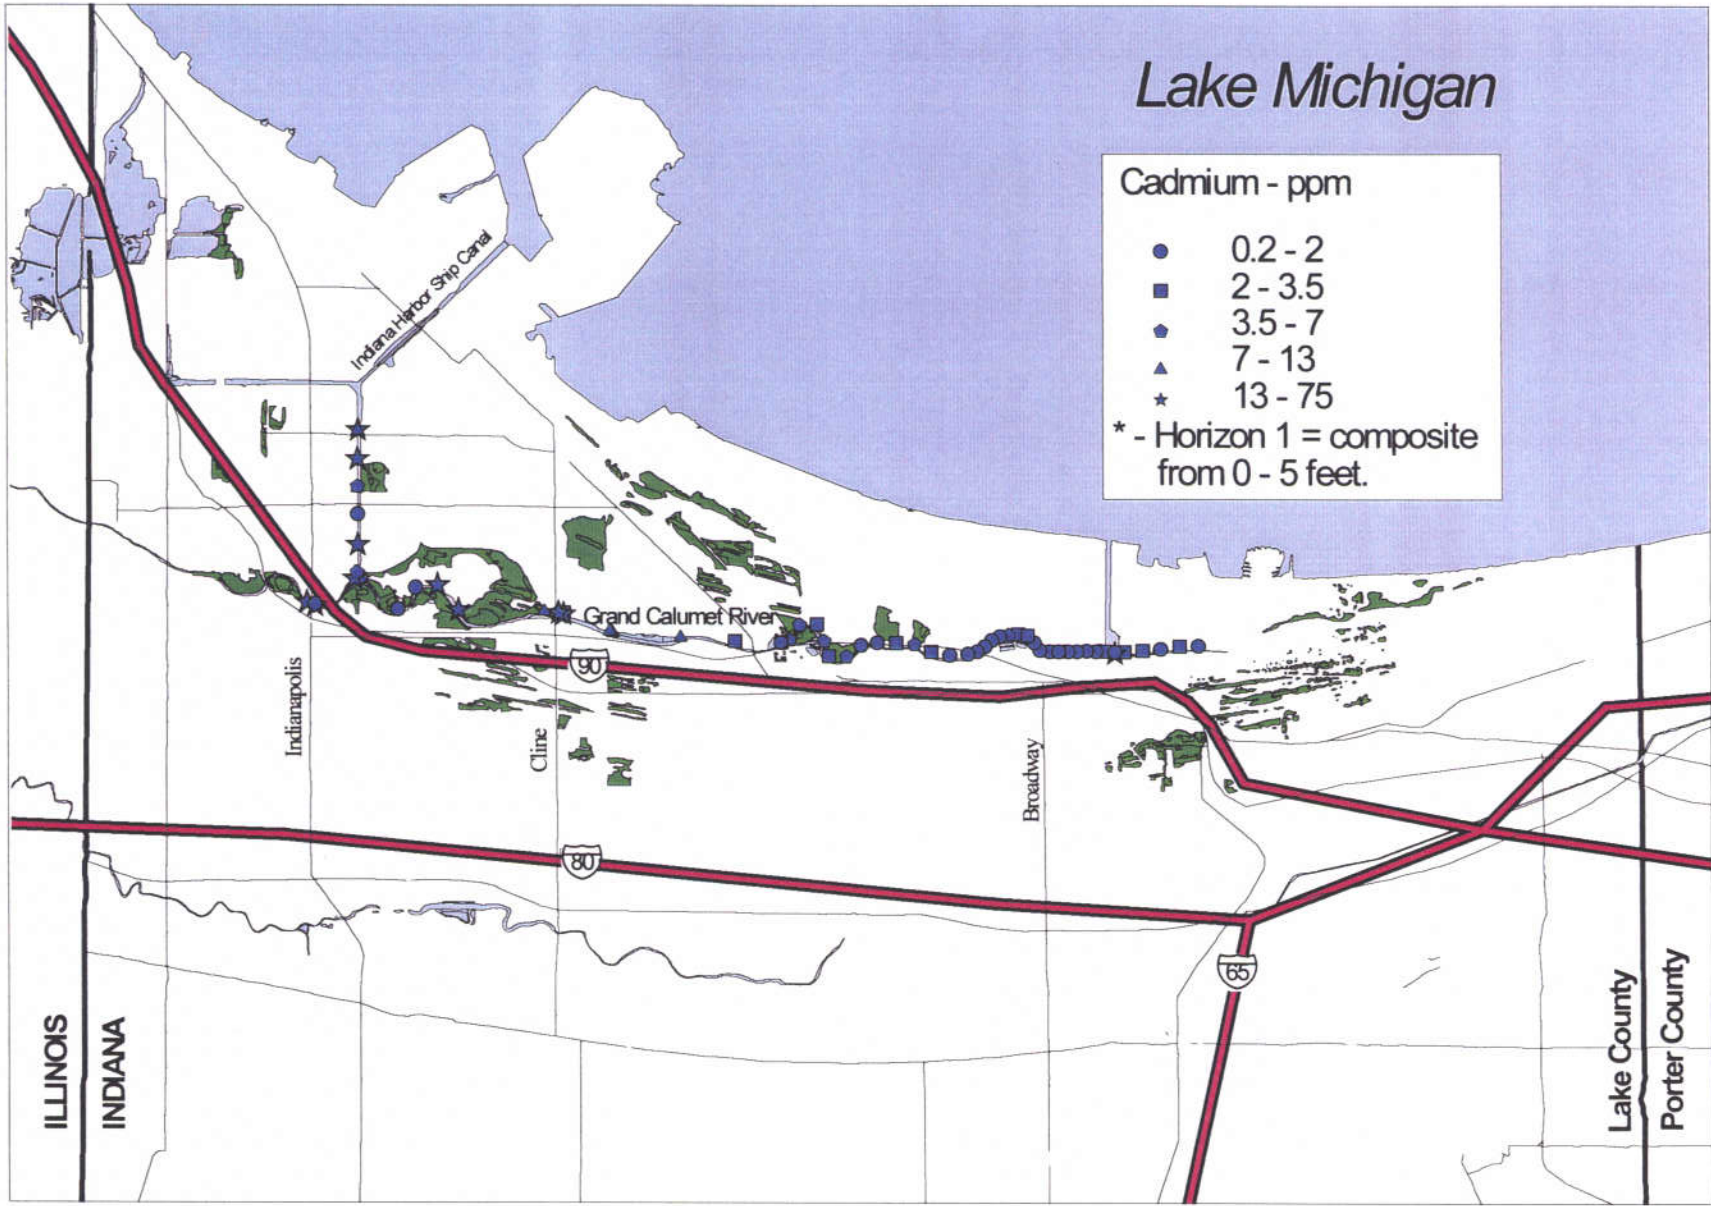 Lake Michigan
Cadmium - ppm
0.2 - 2
2 - 3.5
3.5 - 7
7 - 13
13 - 75
* - Horizon 1 = composite
from 0 - 5 feet.
Indiana Harbor Ship Canal
Grand Calumet River
90
Indianapolis
Cline
Broadway
80
65
ILLINOIS
INDIANA
Lake County
Porter County